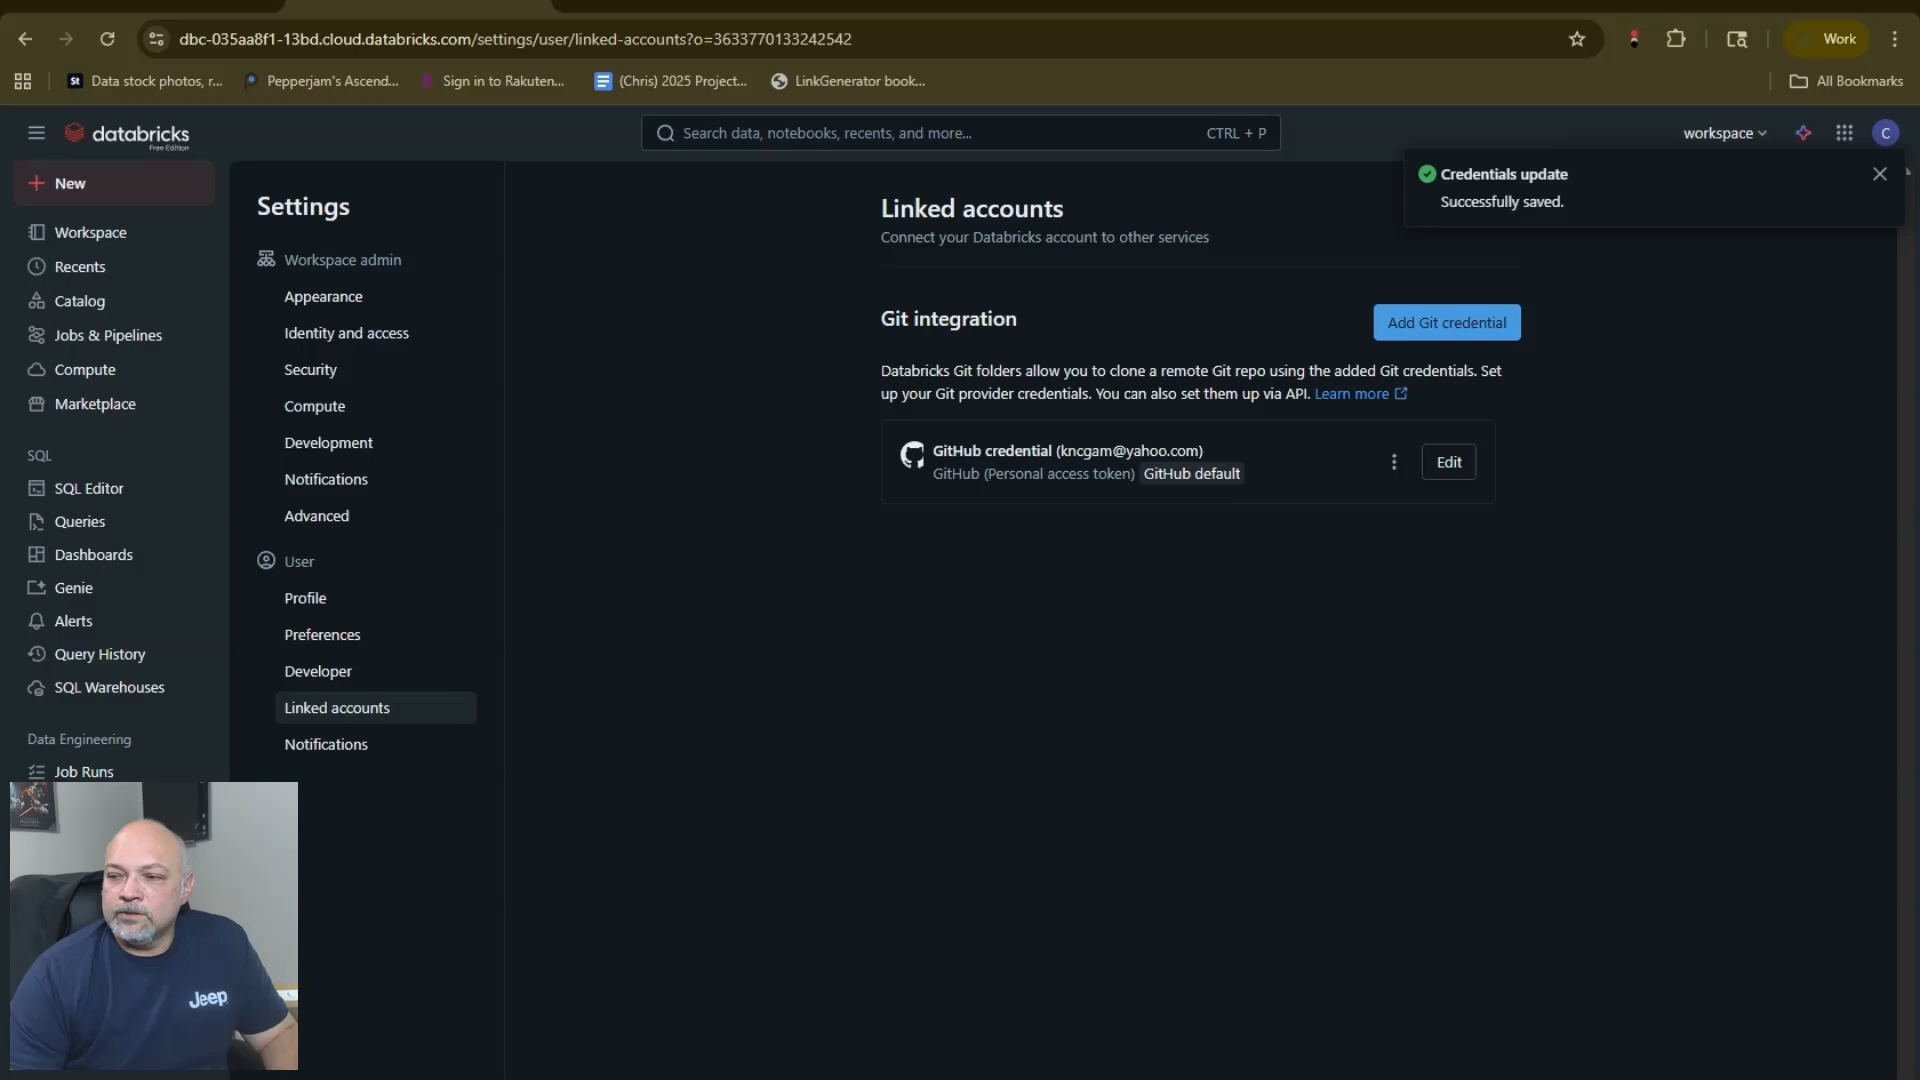 dbc-035aa8f1-13bd.cloud.databricks.com/settings/user/linked-accounts?o=3633770133242542
Work
St Data stock photos, r...
Pepperjam's Ascend...
Sign in to Rakuten...
(Chris) 2025 Project...
LinkGenerator book...
All Bookmarks
databricks
Free Edition
Search data, notebooks, recents, and more...
CTRL + P
workspace
C
Credentials update
Successfully saved.
New
Workspace
Recents
Catalog
Jobs & Pipelines
Compute
Marketplace
SQL
SQL Editor
Queries
Dashboards
Genie
Alerts
Query History
SQL Warehouses
Data Engineering
Job Runs
Settings
Workspace admin
Appearance
Identity and access
Security
Compute
Development
Notifications
Advanced
User
Profile
Preferences
Developer
Linked accounts
Notifications
Linked accounts
Connect your Databricks account to other services
Git integration
Add Git credential
Databricks Git folders allow you to clone a remote Git repo using the added Git credentials. Set
up your Git provider credentials. You can also set them up via API. Learn more
GitHub credential (kncgam@yahoo.com)
GitHub (Personal access token) GitHub default
Edit
Jeep